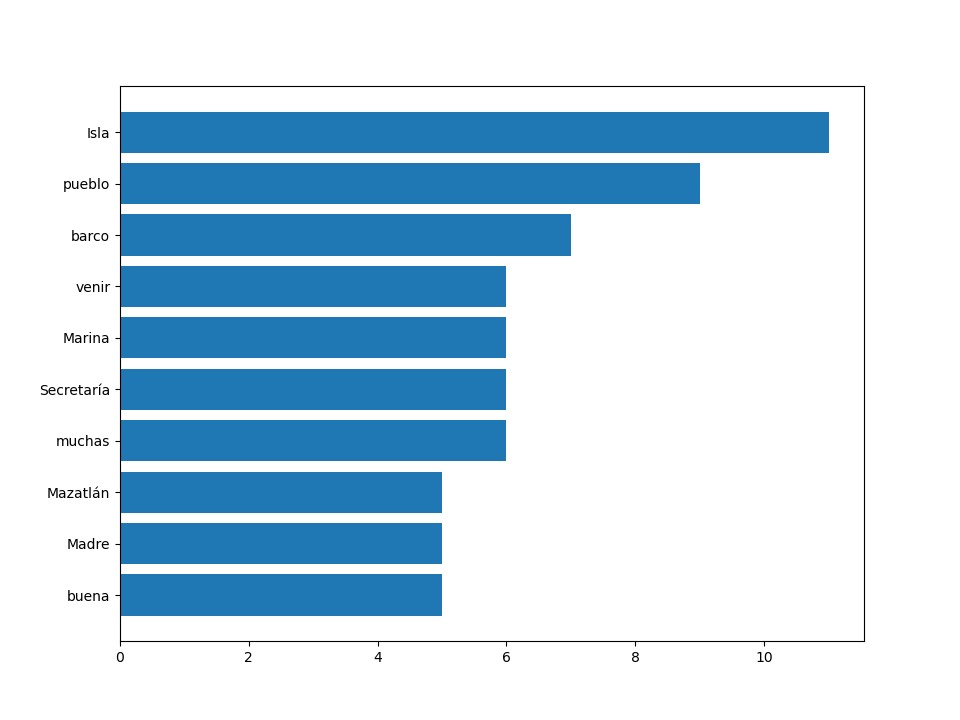 Isla
pueblo
barco
venir
Marina
Secretaría
muchas
Mazatlán
Madre
buena
0 2 4 6 8 10